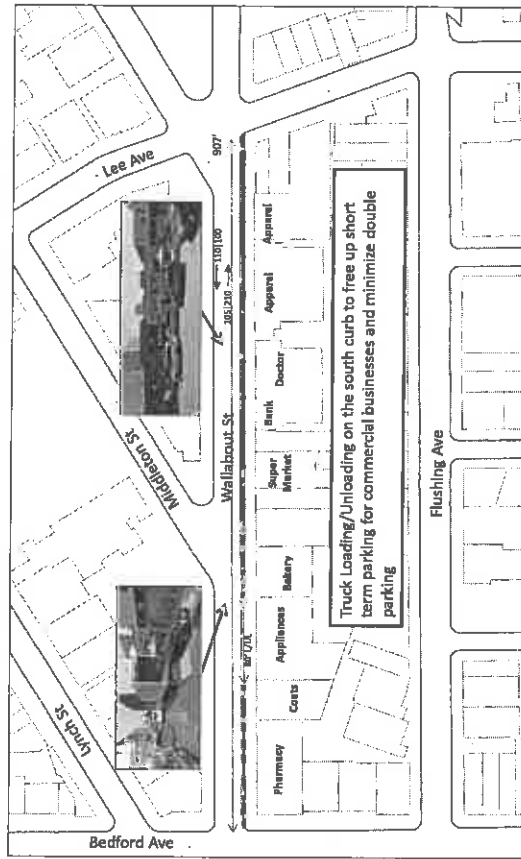 Lee Ave
907'
110|100
105|210
Middleton St
Wallabout St
Lynch St
Bedford Ave
Apparel
Apparel
Doctor
Bank
Super
Market
Bakery
Appliances
Coats
Pharmacy
Truck Loading/Unloading on the south curb to free up short
term parking for commercial businesses and minimize double
parking
Flushing Ave